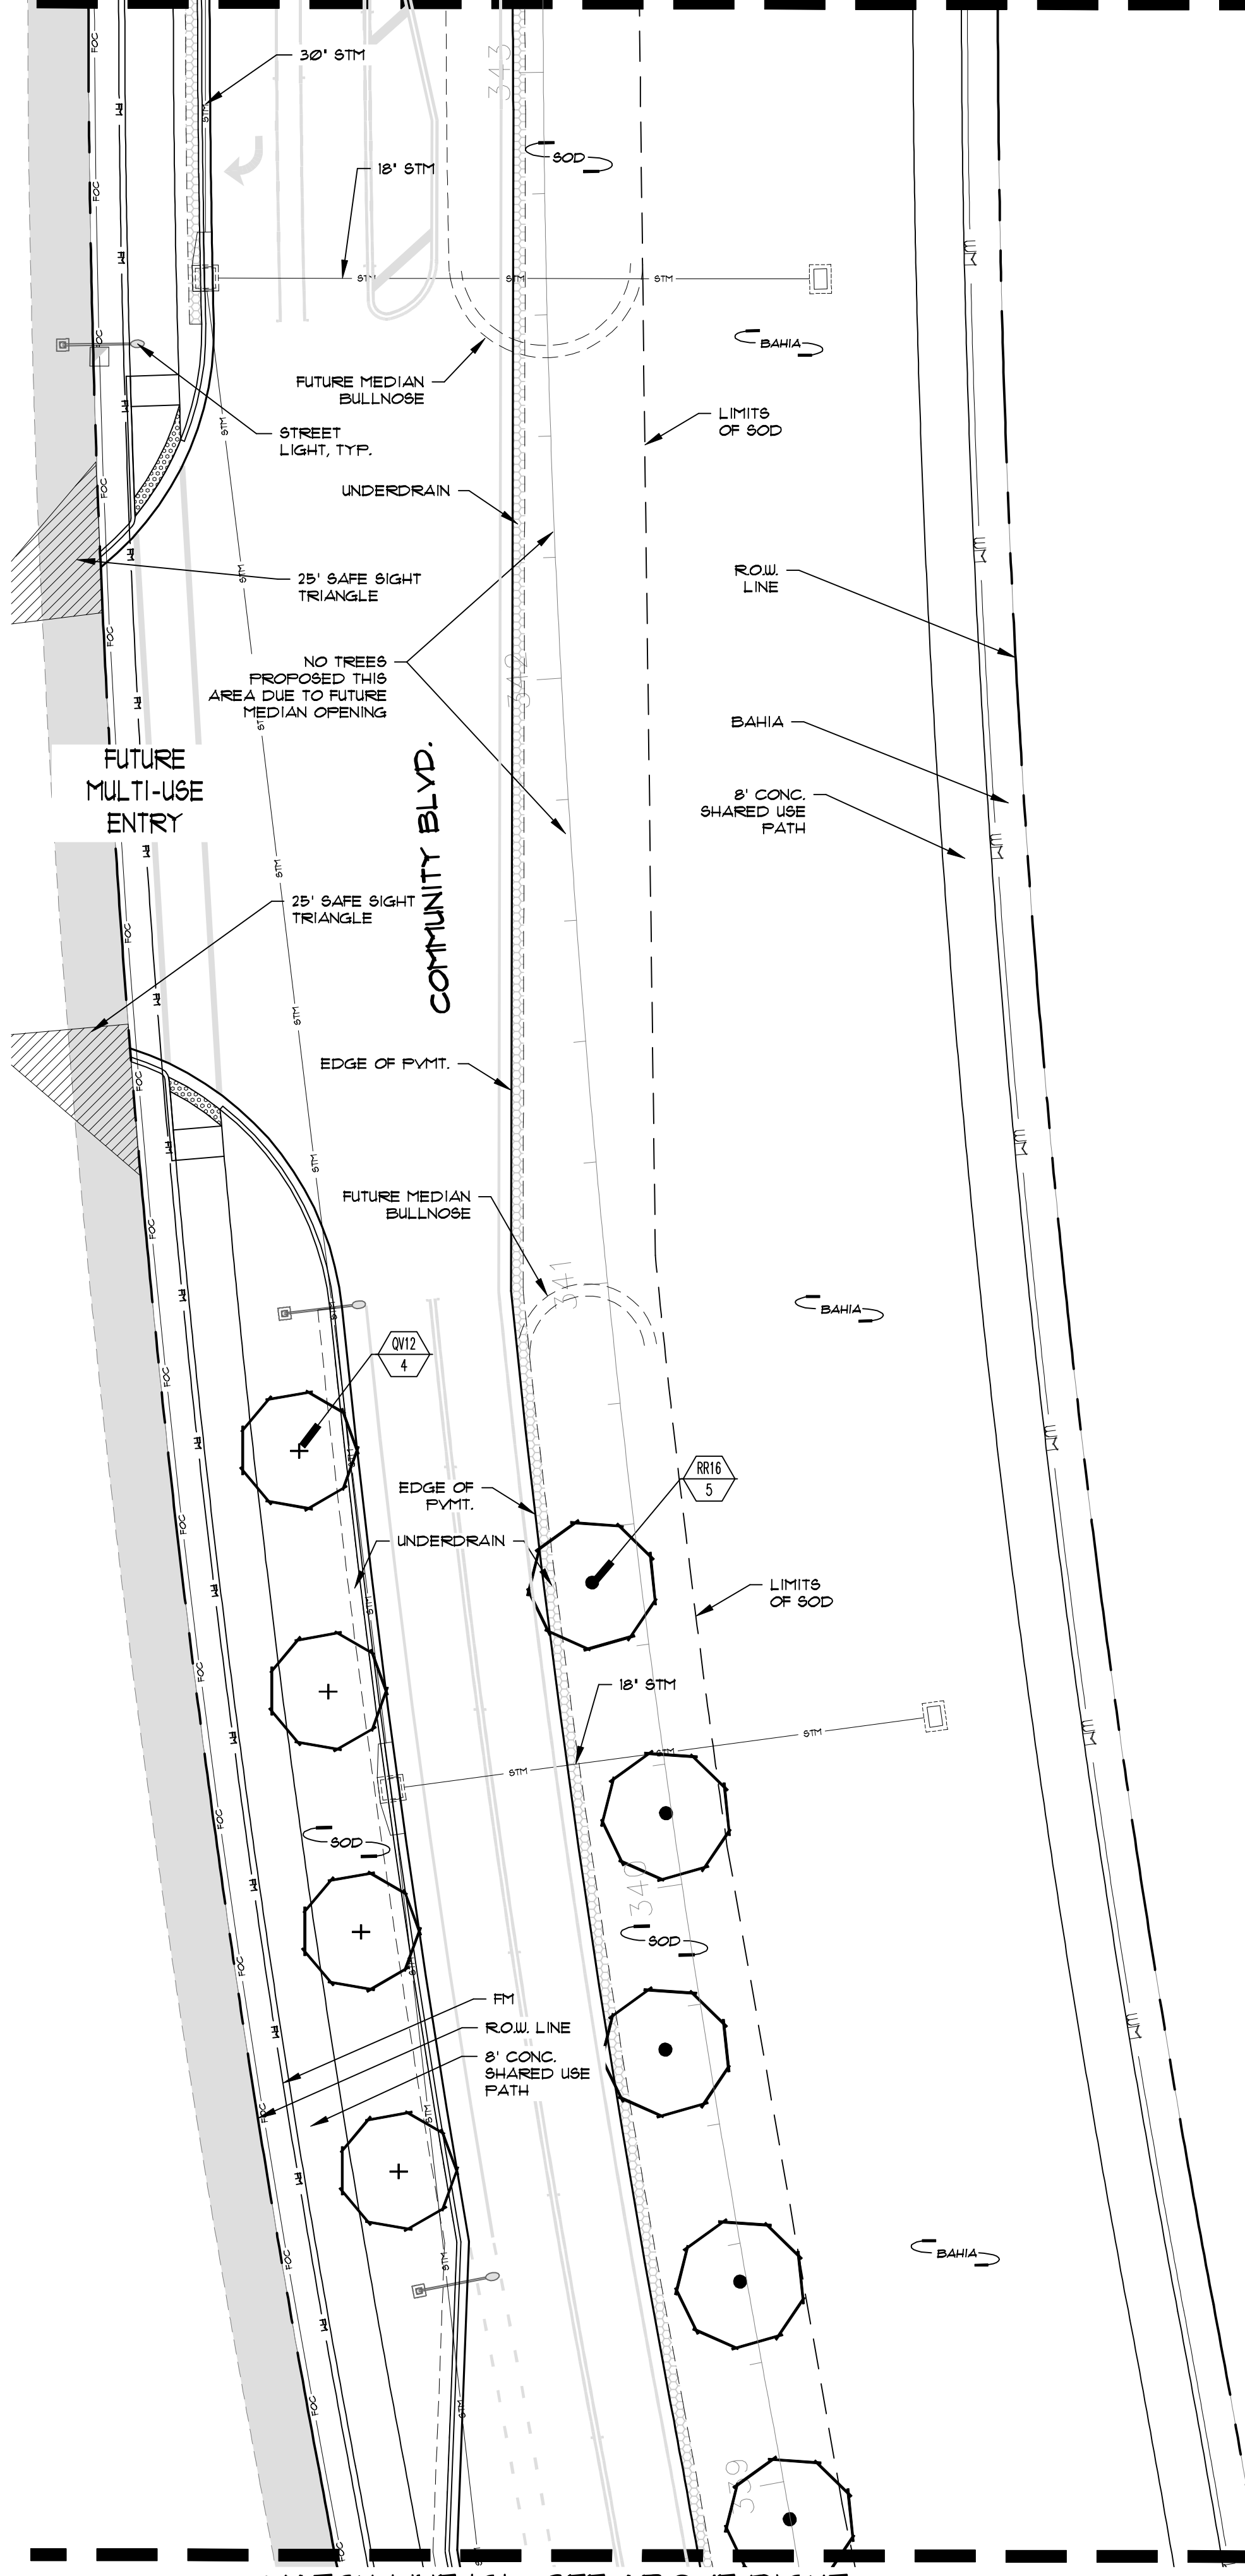 30" STM
343
SOD
18" STM
BAHIA
FUTURE MEDIAN
BULLNOSE
LIMITS
OF SOD
STREET
LIGHT, TYP.
UNDERDRAIN
25' SAFE SIGHT
TRIANGLE
R.O.W.
LINE
NO TREES
PROPOSED THIS
AREA DUE TO FUTURE
MEDIAN OPENING
342
BAHIA
FUTURE
MULTI-USE
ENTRY
COMMUNITY BLVD.
8' CONC.
SHARED USE
PATH
25' SAFE SIGHT
TRIANGLE
EDGE OF PVMT.
FUTURE MEDIAN
BULLNOSE
341
BAHIA
QV12
4
RR16
5
EDGE OF
PVMT.
UNDERDRAIN
LIMITS
OF SOD
18" STM
SOD
340
SOD
FM
R.O.W. LINE
8' CONC.
SHARED USE
PATH
BAHIA
339
FOC
FM
STM
WM